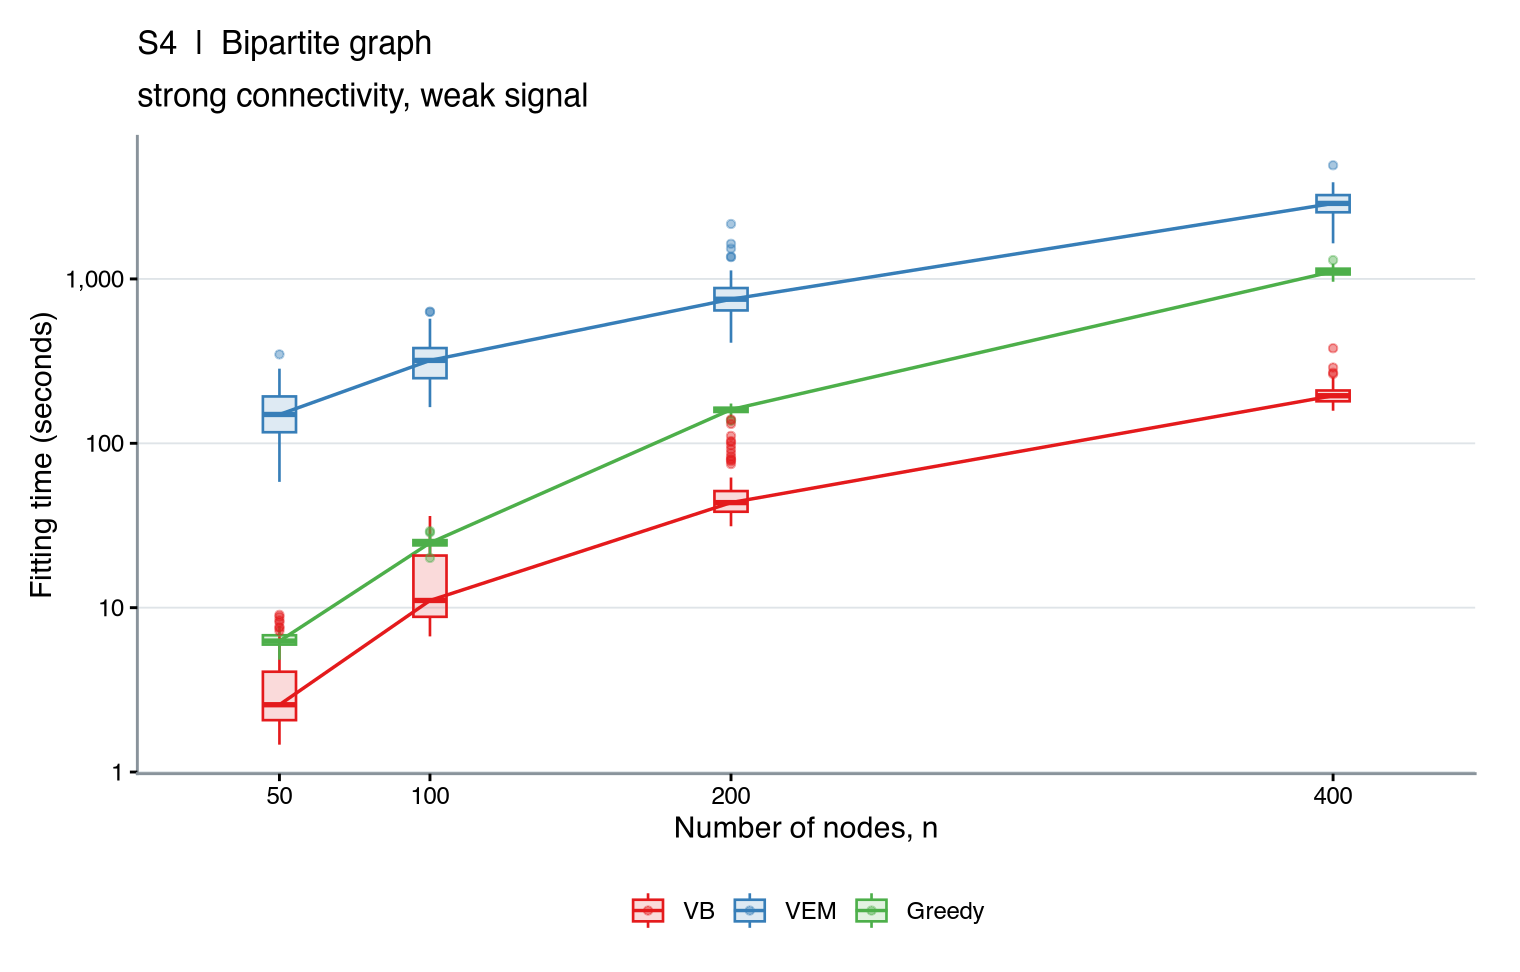 S4 | Bipartite graph
strong connectivity, weak signal
Fitting time (seconds)
1,000
100
10
1
50 100 200 400
Number of nodes, n
VB VEM Greedy